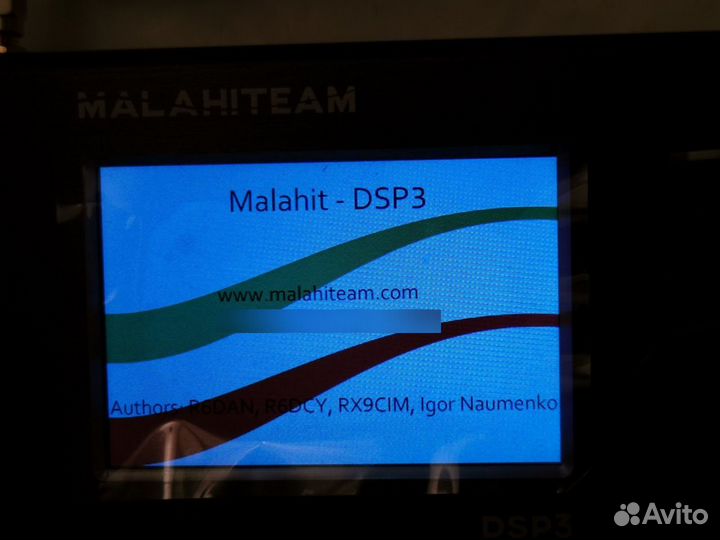 MALAHITEAM
Malahit - DSP3
www.malahiteam.com
Authors: R6DAN, R6DCY, RX9CIM, Igor Naumenko
DSP3
Avito